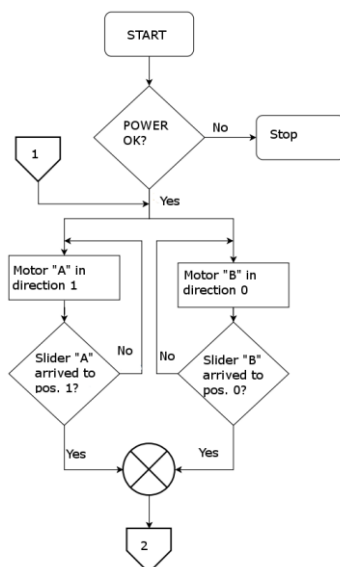 START
POWER
OK?
No
Stop
1
Yes
Motor "A" in
direction 1
Motor "B" in
direction 0
Slider "A"
arrived to
pos. 1?
No
No
Slider "B"
arrived to
pos. 0?
Yes
Yes
2